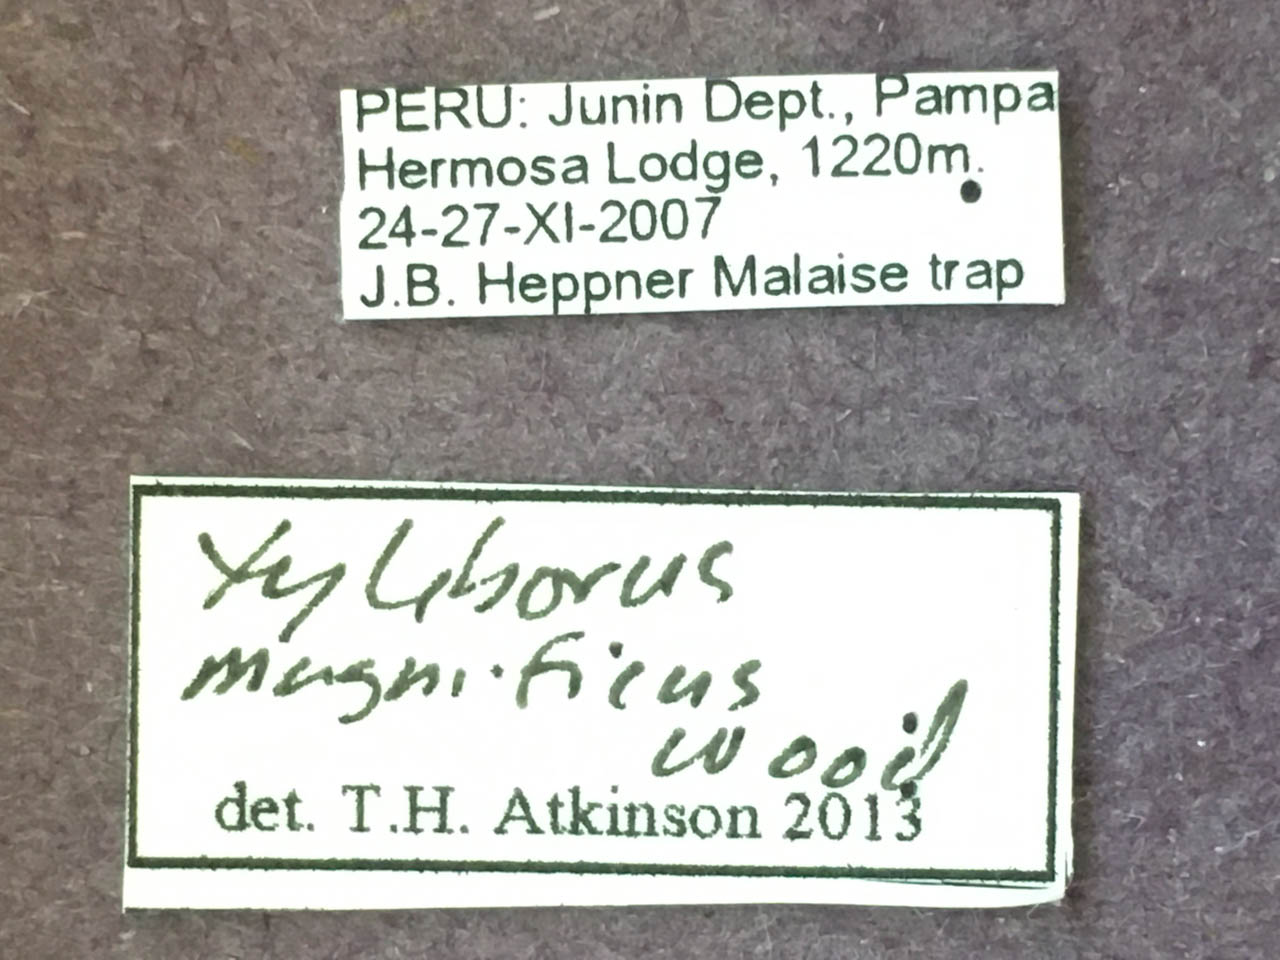 PERU: Junin Dept., Pampa
Hermosa Lodge, 1220m.
24-27-XI-2007
J.B. Heppner Malaise trap
Xyleborus
magnificus
Wood
det. T.H. Atkinson 2013